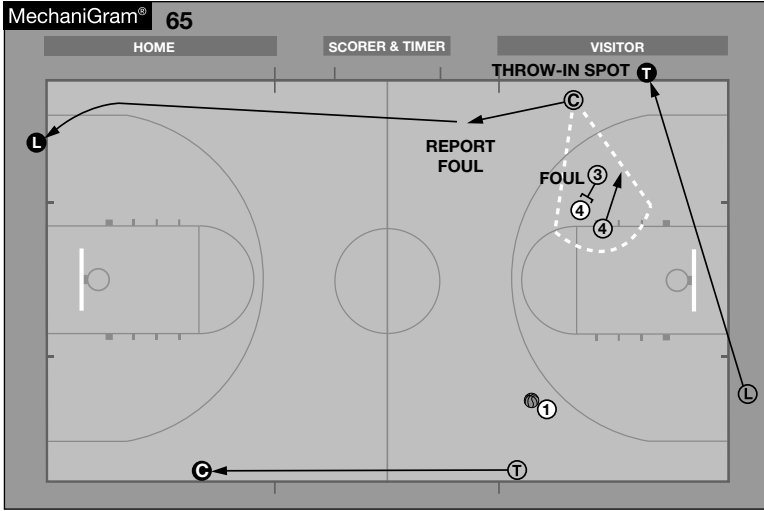 MechaniGram® 65
HOME
SCORER & TIMER
VISITOR
THROW-IN SPOT T
C
L
REPORT
FOUL
FOUL 3
4
4
L
1
C
T